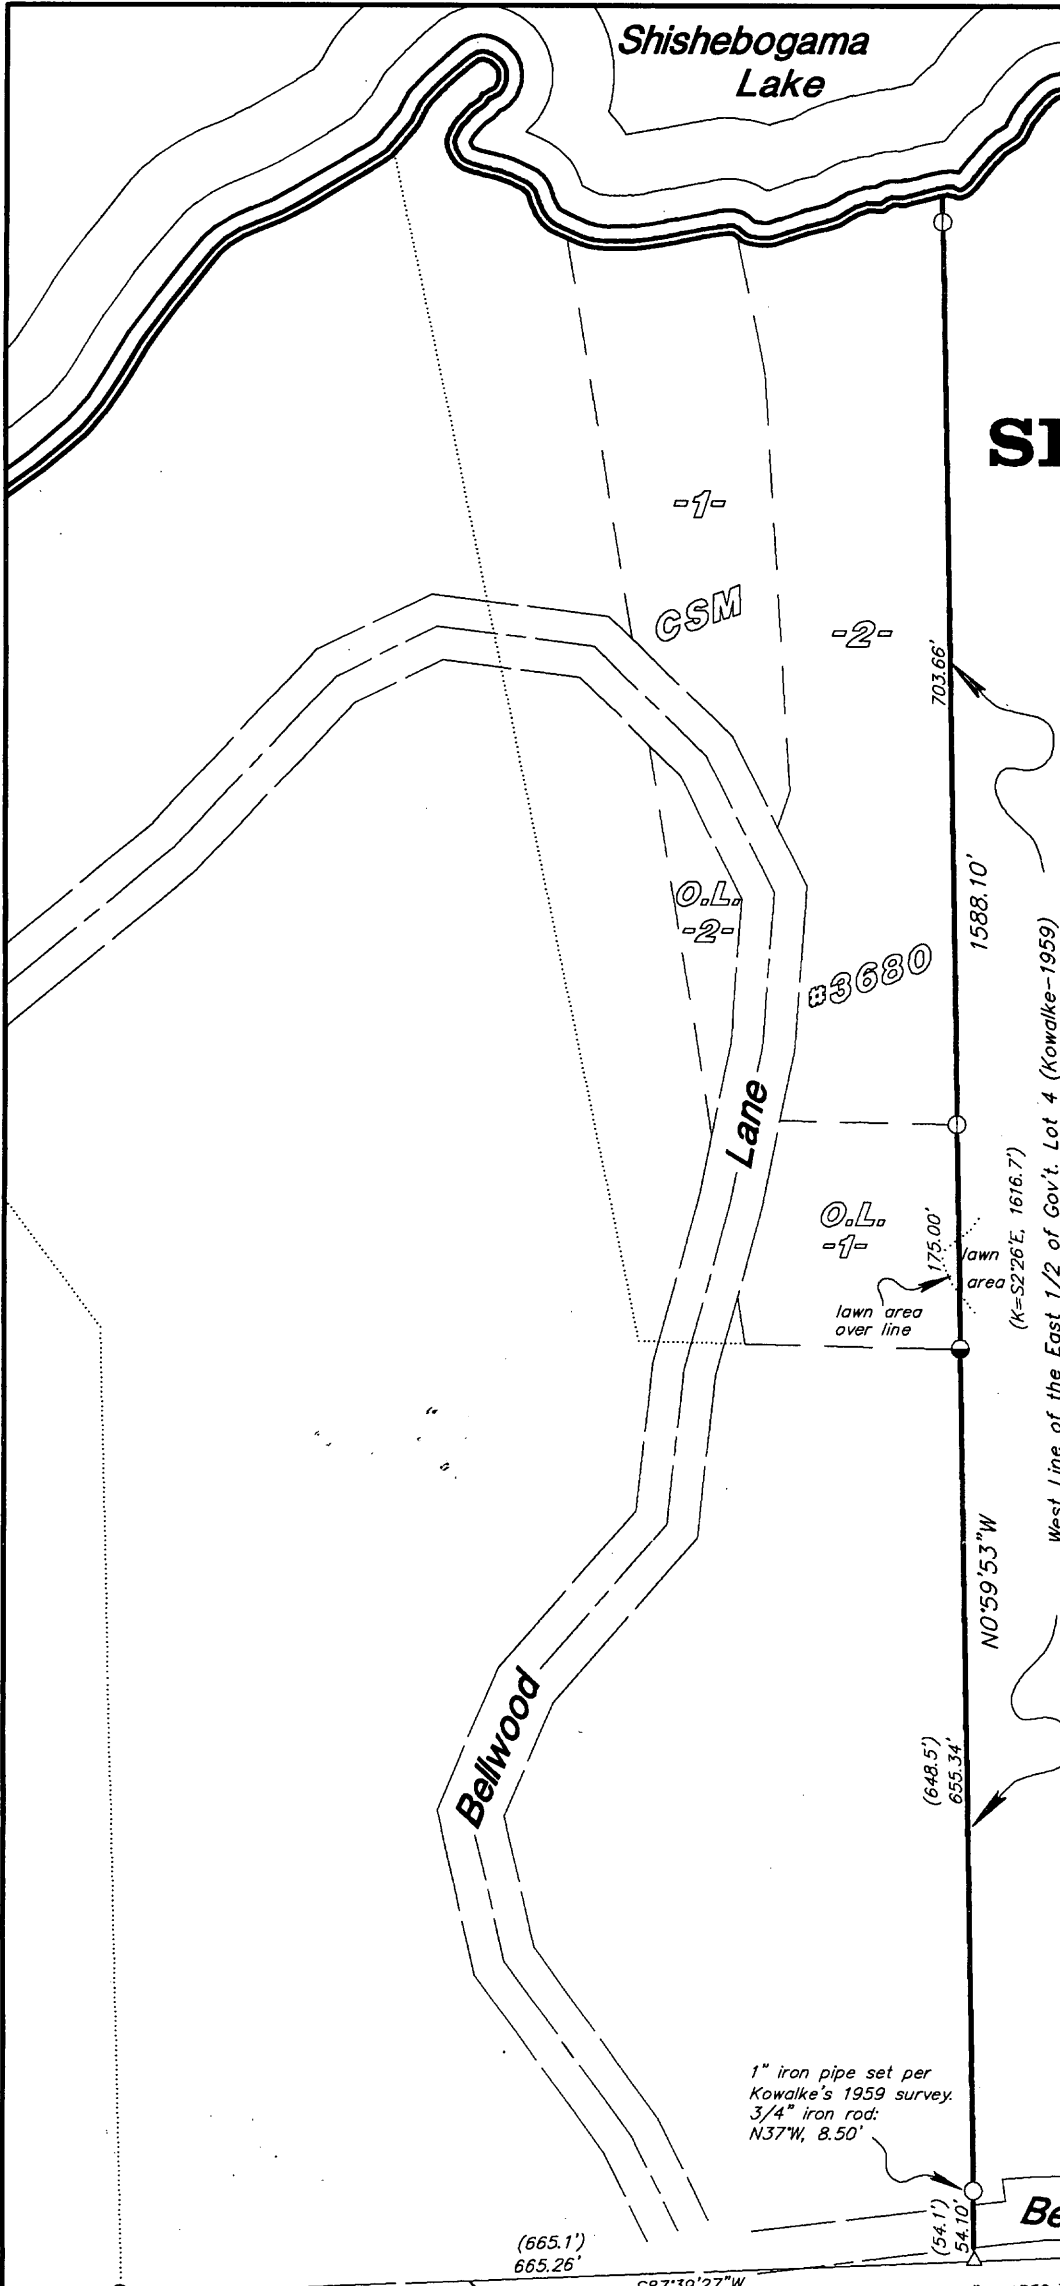 Shishebogama
Lake
-1-
CSM
-2-
703.66'
1588.10'
O.L.
-2-
#3680
West Line of the East 1/2 of Gov't. Lot 4 (Kowalke-1959)
(K=S2°26'E, 1616.7')
Lane
O.L.
-1-
175.00'
lawn
area
lawn area
over line
N0°59'53"W
Bellwood
(648.5')
655.34'
1" iron pipe set per
Kowalke's 1959 survey.
3/4" iron rod:
N37°W, 8.50'
(54.1')
54.10'
(665.1')
665.26'
S87°39'27"W